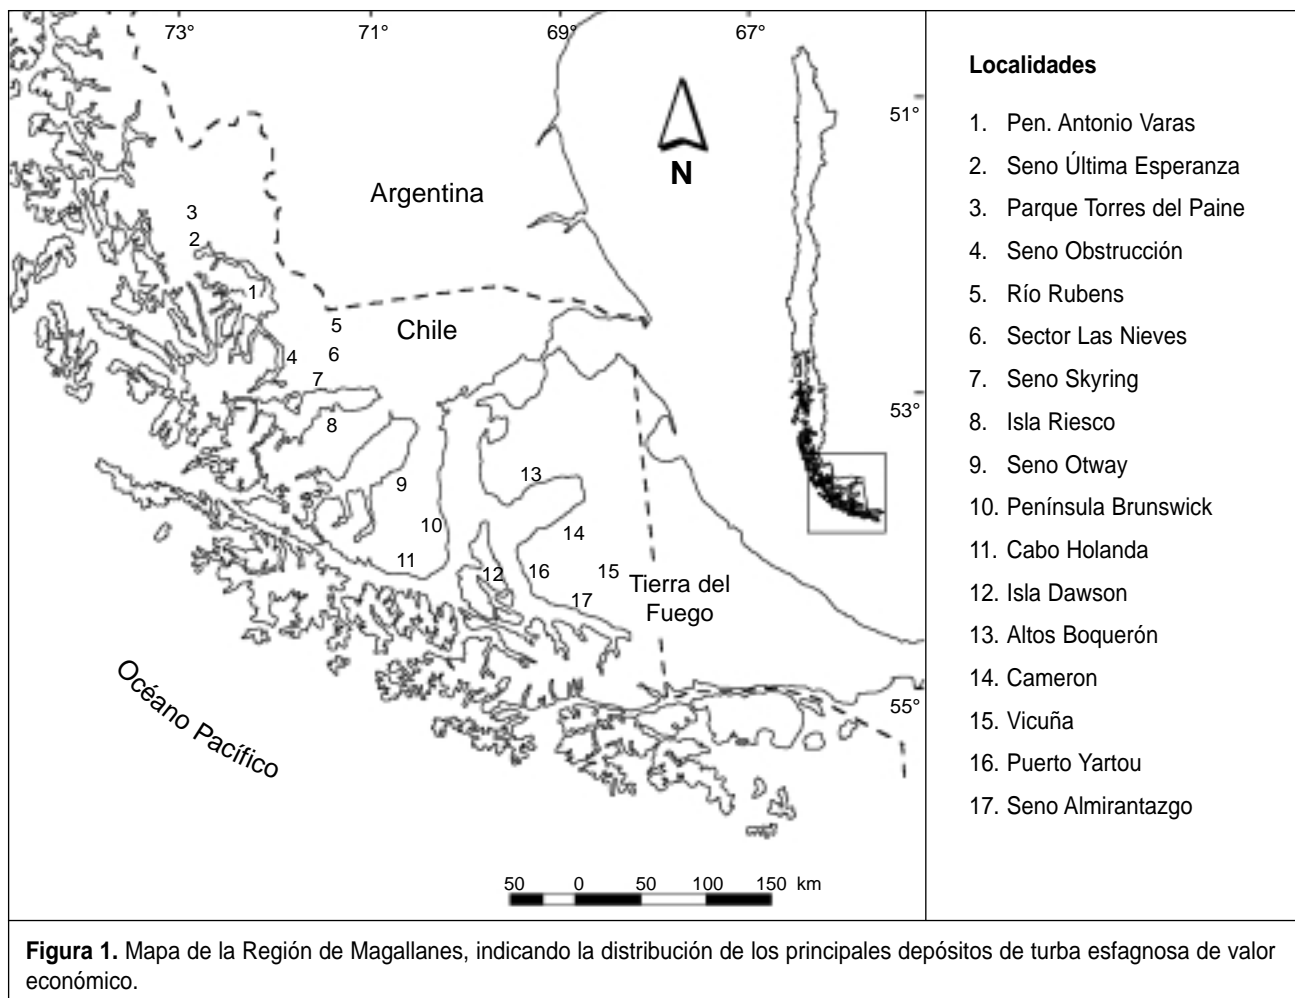 73° 71° 69° 67°
51°
N
Argentina
3
2
1
5
Chile
4
6
7
53°
8
13
9
10
14
11
12
16
15
17
Tierra del
Fuego
55°
Océano Pacífico
50 0 50 100 150 km
Localidades
1. Pen. Antonio Varas
2. Seno Última Esperanza
3. Parque Torres del Paine
4. Seno Obstrucción
5. Río Rubens
6. Sector Las Nieves
7. Seno Skyring
8. Isla Riesco
9. Seno Otway
10. Península Brunswick
11. Cabo Holanda
12. Isla Dawson
13. Altos Boquerón
14. Cameron
15. Vicuña
16. Puerto Yartou
17. Seno Almirantazgo
Figura 1. Mapa de la Región de Magallanes, indicando la distribución de los principales depósitos de turba esfagnosa de valor
económico.